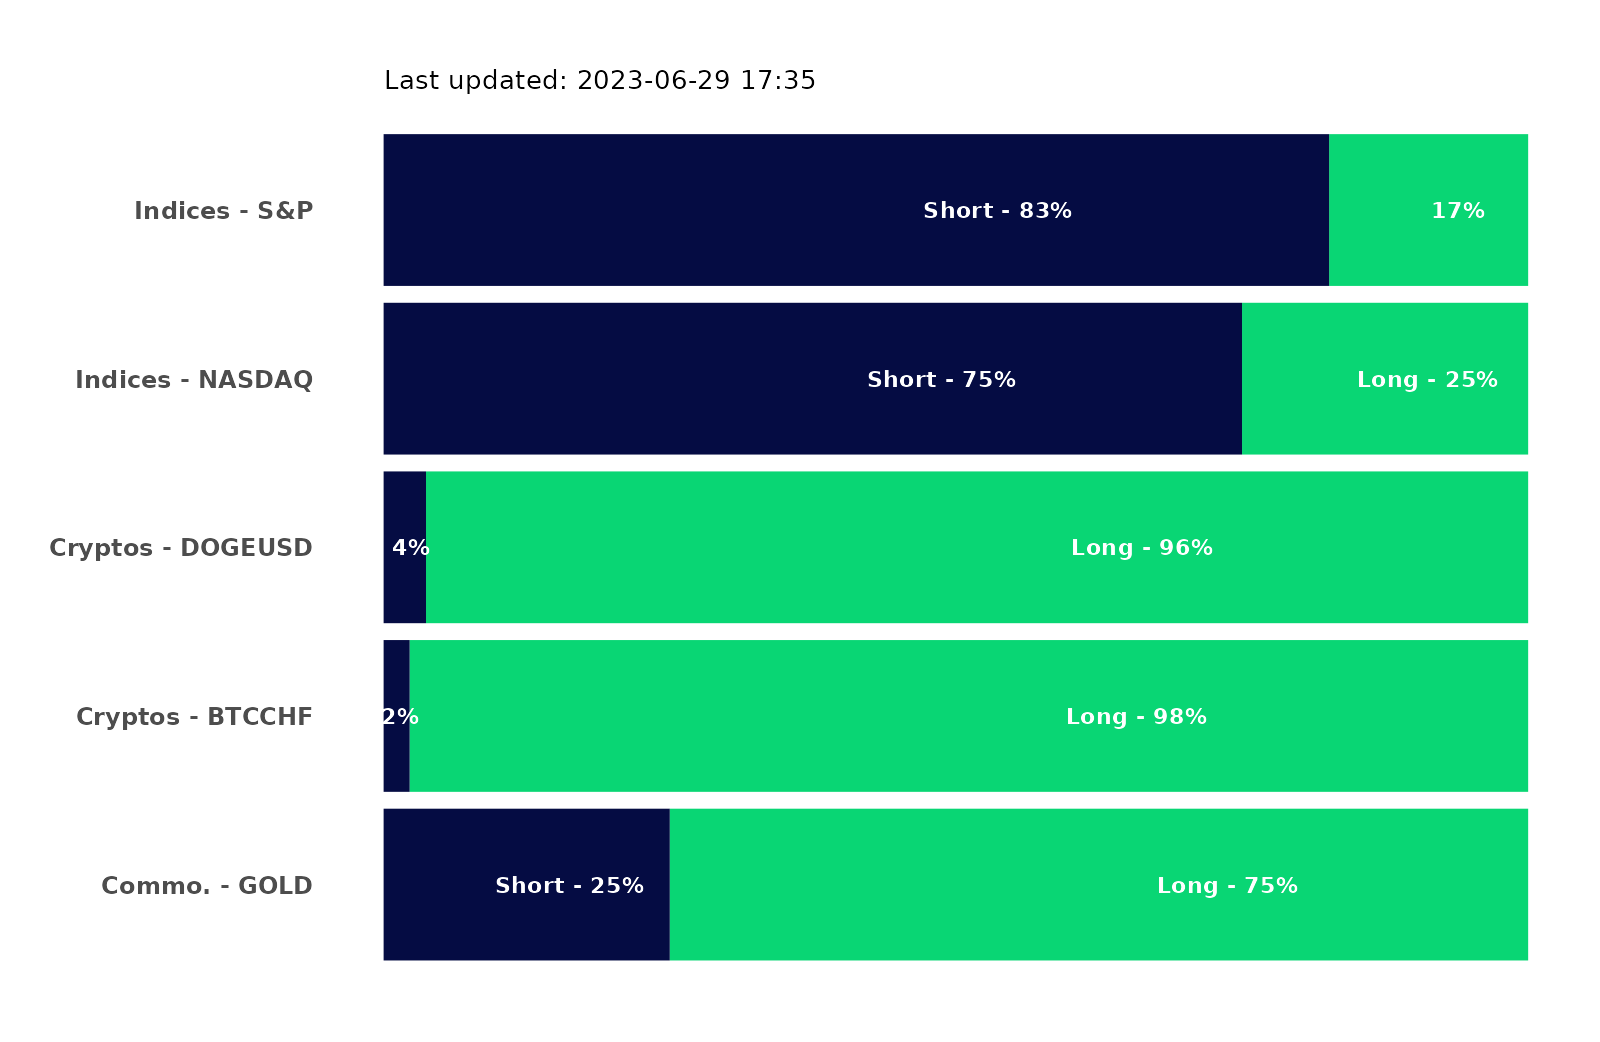 Last updated: 2023-06-29 17:35
Indices - S&P Short - 83% 17%
Indices - NASDAQ Short - 75% Long - 25%
Cryptos - DOGEUSD 4% Long - 96%
Cryptos - BTCCHF 2% Long - 98%
Commo. - GOLD Short - 25% Long - 75%